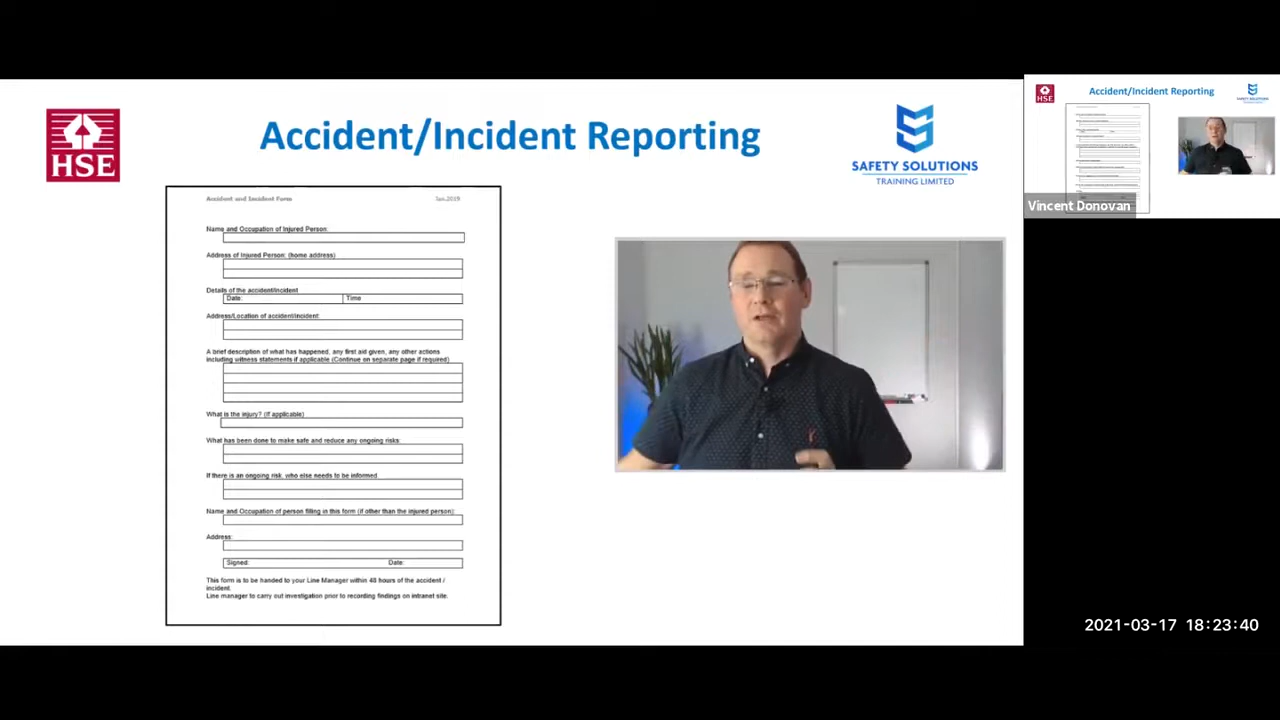 HSE
Accident/Incident Reporting
SAFETY SOLUTIONS
TRAINING LIMITED
Accident and Incident Form
Jan.2019
Name and Occupation of Injured Person:
Address of Injured Person: (home address)
Details of the accident/incident
Date:
Time
Address/Location of accident/incident:
A brief description of what has happened, any first aid given, any other actions
including witness statements if applicable (Continue on separate page if required)
What is the injury? (If applicable)
What has been done to make safe and reduce any ongoing risks:
If there is an ongoing risk, who else needs to be informed.
Name and Occupation of person filling in this form (if other than the injured person):
Address:
Signed:
Date:
This form is to be handed to your Line Manager within 48 hours of the accident /
incident.
Line manager to carry out investigation prior to recording findings on intranet site.
HSE
Accident/Incident Reporting
Vincent Donovan
2021-03-17 18:23:40